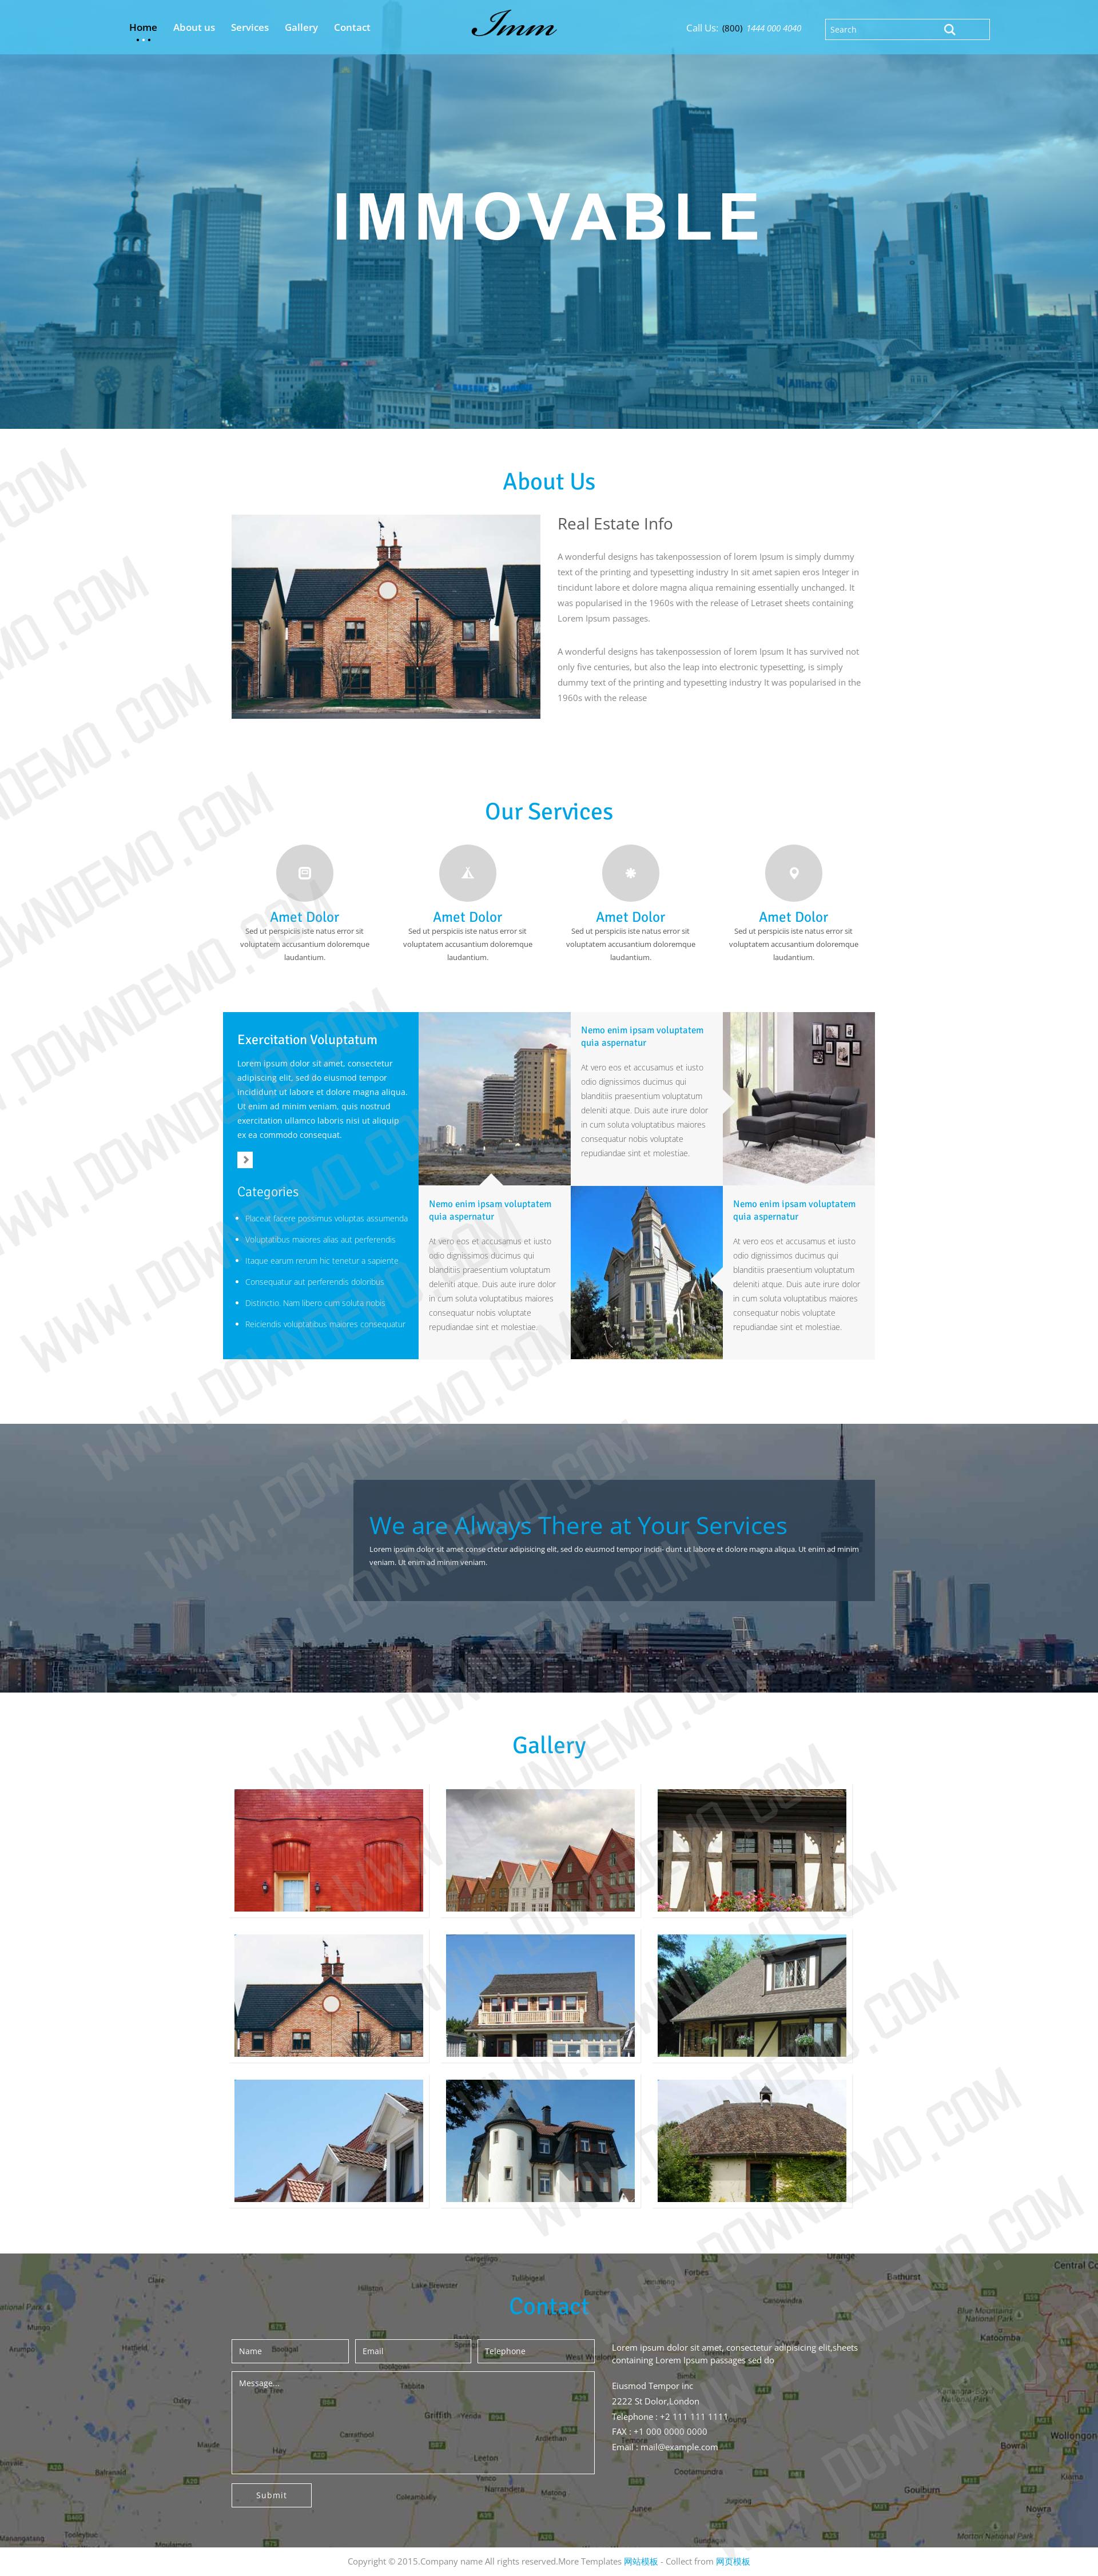 Home About us Services Gallery Contact
Imm
Call Us: (800) 1444 000 4040
Search
IMMOVABLE
SAMSUNG
Allianz
About Us
Real Estate Info
A wonderful designs has takenpossession of lorem Ipsum is simply dummy
text of the printing and typesetting industry In sit amet sapien eros Integer in
tincidunt labore et dolore magna aliqua remaining essentially unchanged. It
was popularised in the 1960s with the release of Letraset sheets containing
Lorem Ipsum passages.
A wonderful designs has takenpossession of lorem Ipsum It has survived not
only five centuries, but also the leap into electronic typesetting, is simply
dummy text of the printing and typesetting industry It was popularised in the
1960s with the release
Our Services
Amet Dolor
Sed ut perspiciis iste natus error sit
voluptatem accusantium doloremque
laudantium.
Amet Dolor
Sed ut perspiciis iste natus error sit
voluptatem accusantium doloremque
laudantium.
Amet Dolor
Sed ut perspiciis iste natus error sit
voluptatem accusantium doloremque
laudantium.
Amet Dolor
Sed ut perspiciis iste natus error sit
voluptatem accusantium doloremque
laudantium.
Exercitation Voluptatum
Lorem ipsum dolor sit amet, consectetur
adipiscing elit, sed do eiusmod tempor
incididunt ut labore et dolore magna aliqua.
Ut enim ad minim veniam, quis nostrud
exercitation ullamco laboris nisi ut aliquip
ex ea commodo consequat.
Categories
Placeat facere possimus voluptas assumenda
Voluptatibus maiores alias aut perferendis
Itaque earum rerum hic tenetur a sapiente
Consequatur aut perferendis doloribus
Distinctio. Nam libero cum soluta nobis
Reiciendis voluptatibus maiores consequatur
Nemo enim ipsam voluptatem
quia aspernatur
At vero eos et accusamus et iusto
odio dignissimos ducimus qui
blanditiis praesentium voluptatum
deleniti atque. Duis aute irure dolor
in cum soluta voluptatibus maiores
consequatur nobis voluptate
repudiandae sint et molestiae.
Nemo enim ipsam voluptatem
quia aspernatur
At vero eos et accusamus et iusto
odio dignissimos ducimus qui
blanditiis praesentium voluptatum
deleniti atque. Duis aute irure dolor
in cum soluta voluptatibus maiores
consequatur nobis voluptate
repudiandae sint et molestiae.
Nemo enim ipsam voluptatem
quia aspernatur
At vero eos et accusamus et iusto
odio dignissimos ducimus qui
blanditiis praesentium voluptatum
deleniti atque. Duis aute irure dolor
in cum soluta voluptatibus maiores
consequatur nobis voluptate
repudiandae sint et molestiae.
We are Always There at Your Services
Lorem ipsum dolor sit amet conse ctetur adipisicing elit, sed do eiusmod tempor incidi- dunt ut labore et dolore magna aliqua. Ut enim ad minim
veniam. Ut enim ad minim veniam.
Gallery
Contact
Name
Email
Telephone
Message...
Submit
Lorem ipsum dolor sit amet, consectetur adipisicing elit,sheets
containing Lorem Ipsum passages sed do
Eiusmod Tempor inc
2222 St Dolor,London
Telephone : +2 111 111 1111
FAX : +1 000 0000 0000
Email : mail@example.com
Copyright © 2015.Company name All rights reserved.More Templates 网站模板 - Collect from 网页模板
WWW.DOWNDEMO.COM